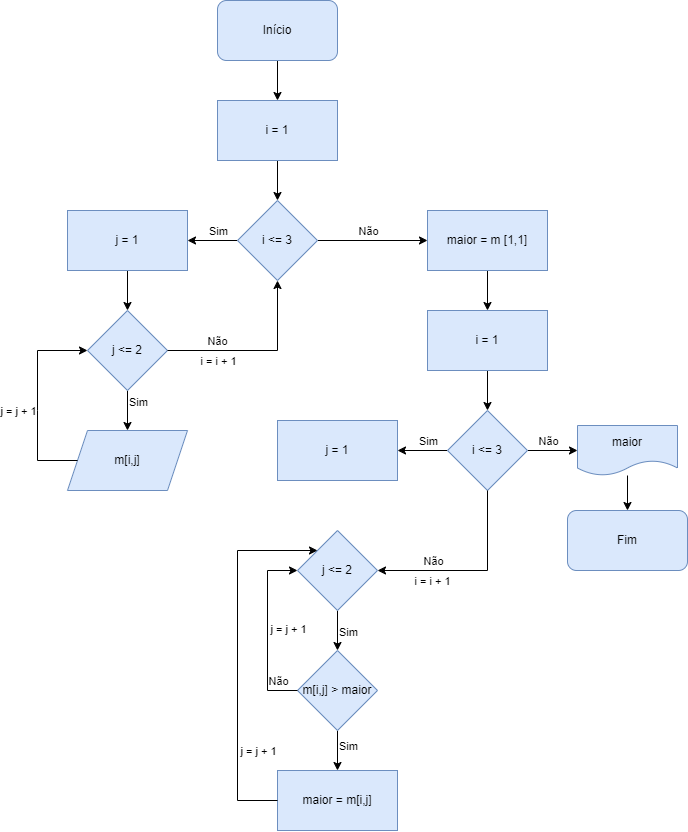 Início
i = 1
j = 1
Sim
i <= 3
Não
maior = m [1,1]
j <= 2
Não
i = i + 1
i = 1
Sim
j = j + 1
m[i,j]
j = 1
Sim
i <= 3
Não
maior
Fim
j <= 2
Não
i = i + 1
j = j + 1
Sim
Não
m[i,j] > maior
Sim
j = j + 1
maior = m[i,j]